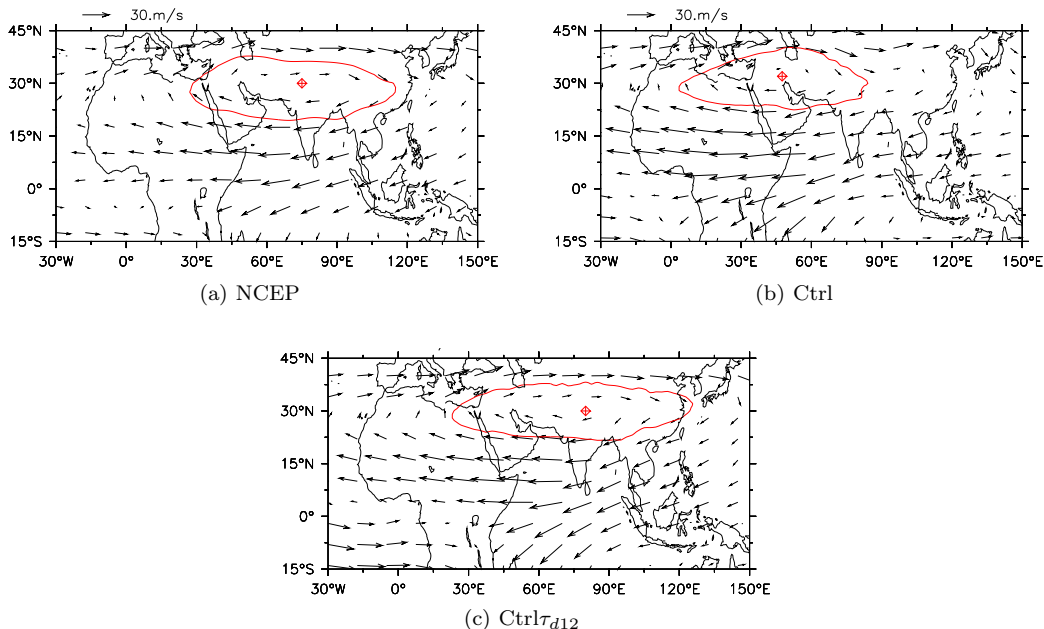 30.m/s 30.m/s
45°N 45°N
30°N 30°N
15°N 15°N
0° 0°
15°S 15°S
30°W 0° 30°E 60°E 90°E 120°E 150°E 30°W 0° 30°E 60°E 90°E 120°E 150°E
(a) NCEP (b) Ctrl
45°N
30°N
15°N
0°
15°S
30°W 0° 30°E 60°E 90°E 120°E 150°E
(c) Ctrlτd12